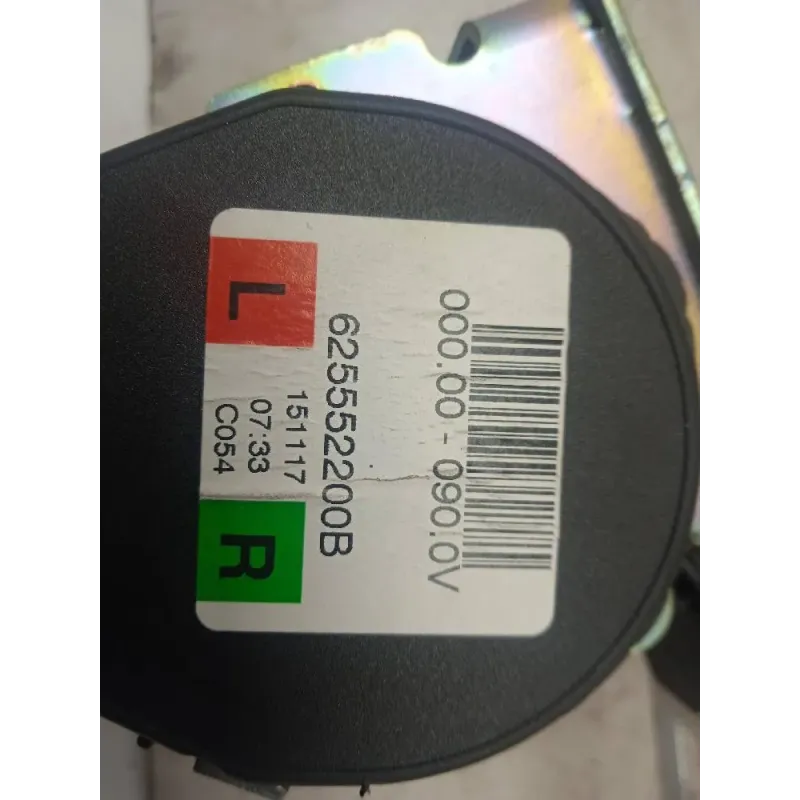 000.00 - 090.0V
625552200B
L
151117
07:33
C054
R